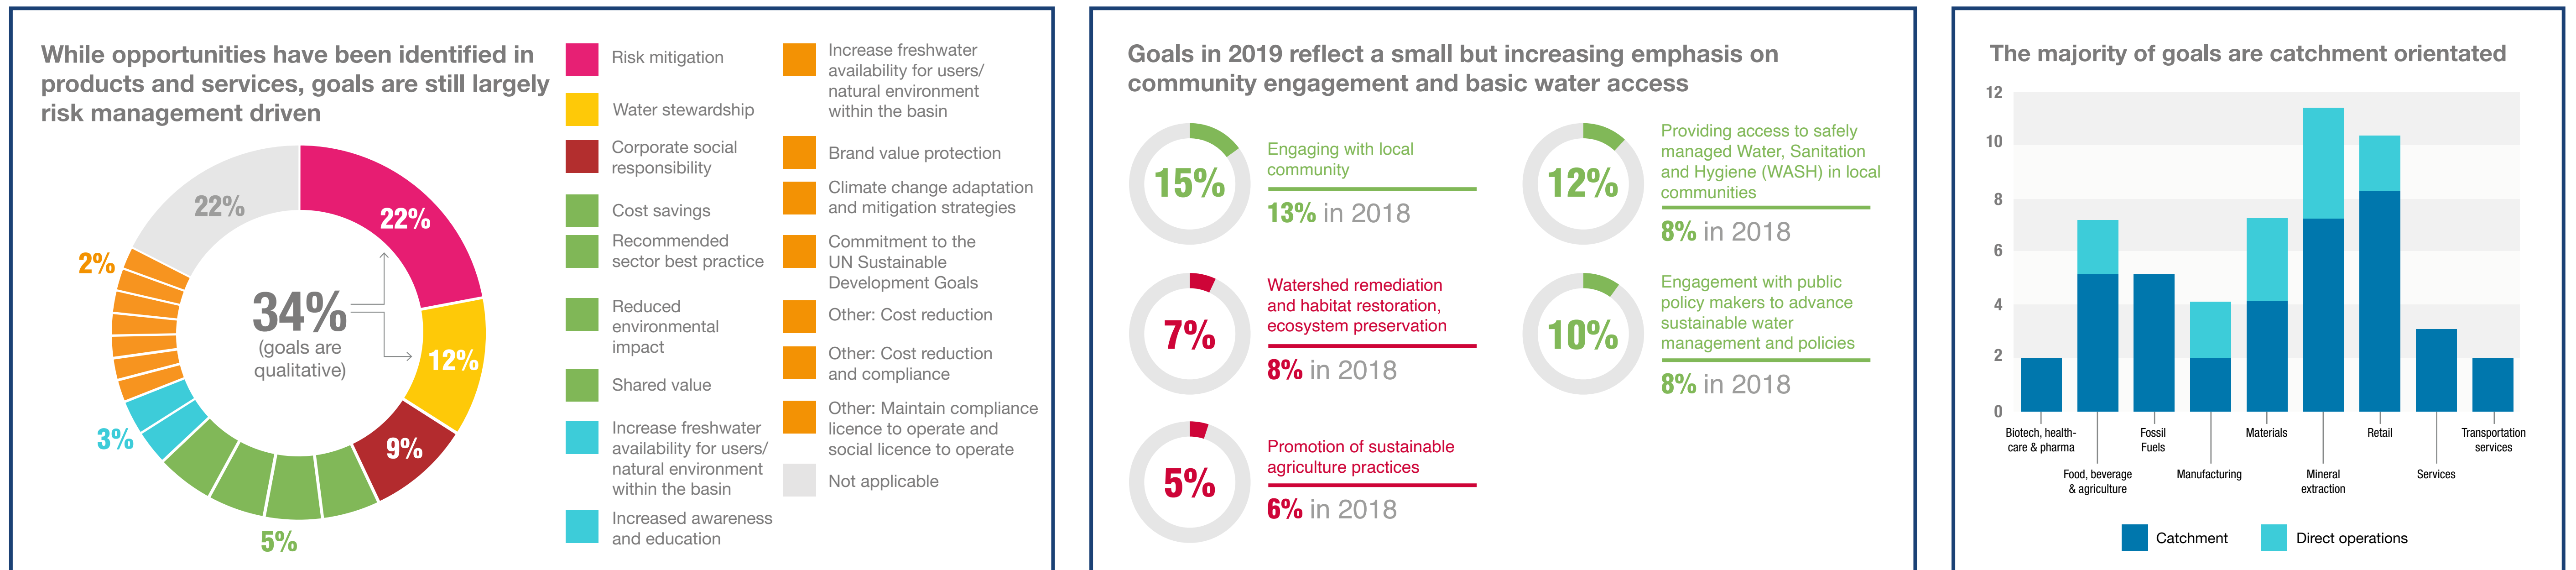 While opportunities have been identified in
products and services, goals are still largely
risk management driven
22%
22%
2%
34%
(goals are
qualitative)
12%
3%
9%
5%
Risk mitigation
Water stewardship
Corporate social
responsibility
Cost savings
Recommended
sector best practice
Reduced
environmental
impact
Shared value
Increase freshwater
availability for users/
natural environment
within the basin
Increased awareness
and education
Increase freshwater
availability for users/
natural environment
within the basin
Brand value protection
Climate change adaptation
and mitigation strategies
Commitment to the
UN Sustainable
Development Goals
Other: Cost reduction
Other: Cost reduction
and compliance
Other: Maintain compliance
licence to operate and
social licence to operate
Not applicable
Goals in 2019 reflect a small but increasing emphasis on
community engagement and basic water access
15%
Engaging with local
community
13% in 2018
7%
Watershed remediation
and habitat restoration,
ecosystem preservation
8% in 2018
5%
Promotion of sustainable
agriculture practices
6% in 2018
12%
Providing access to safely
managed Water, Sanitation
and Hygiene (WASH) in local
communities
8% in 2018
10%
Engagement with public
policy makers to advance
sustainable water
management and policies
8% in 2018
The majority of goals are catchment orientated
12
10
8
6
4
2
0
Biotech, health-
care & pharma
Food, beverage
& agriculture
Fossil
Fuels
Manufacturing
Materials
Mineral
extraction
Retail
Services
Transportation
services
Catchment
Direct operations